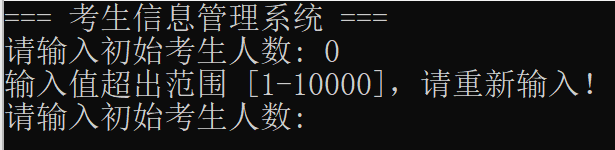 === 考生信息管理系统 ===
请输入初始考生人数: 0
输入值超出范围 [1-10000]，请重新输入!
请输入初始考生人数: